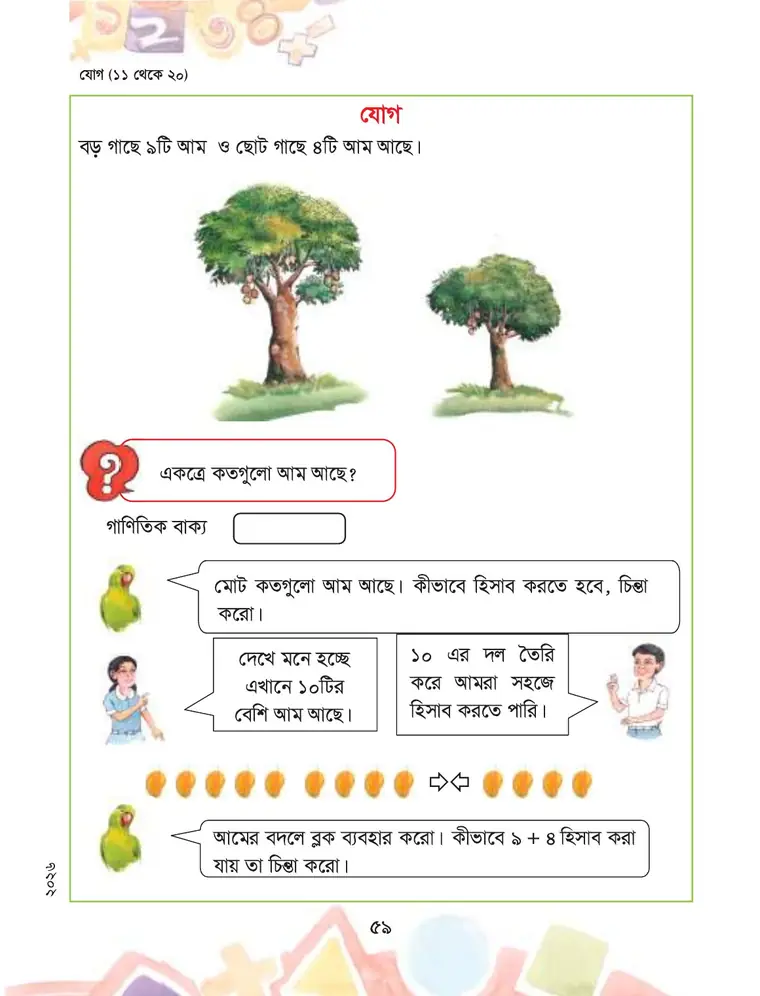 যোগ (১১ থেকে ২০)
যোগ
বড় গাছে ৯টি আম ও ছোট গাছে ৪টি আম আছে।
?
একত্রে কতগুলো আম আছে?
গাণিতিক বাক্য
মোট কতগুলো আম আছে। কীভাবে হিসাব করতে হবে, চিন্তা
করো।
দেখে মনে হচ্ছে
এখানে ১০টির
বেশি আম আছে।
১০ এর দল তৈরি
করে আমরা সহজে
হিসাব করতে পারি।
আমের বদলে ব্লক ব্যবহার করো। কীভাবে ৯ + ৪ হিসাব করা
যায় তা চিন্তা করো।
২০২৬
৫৯